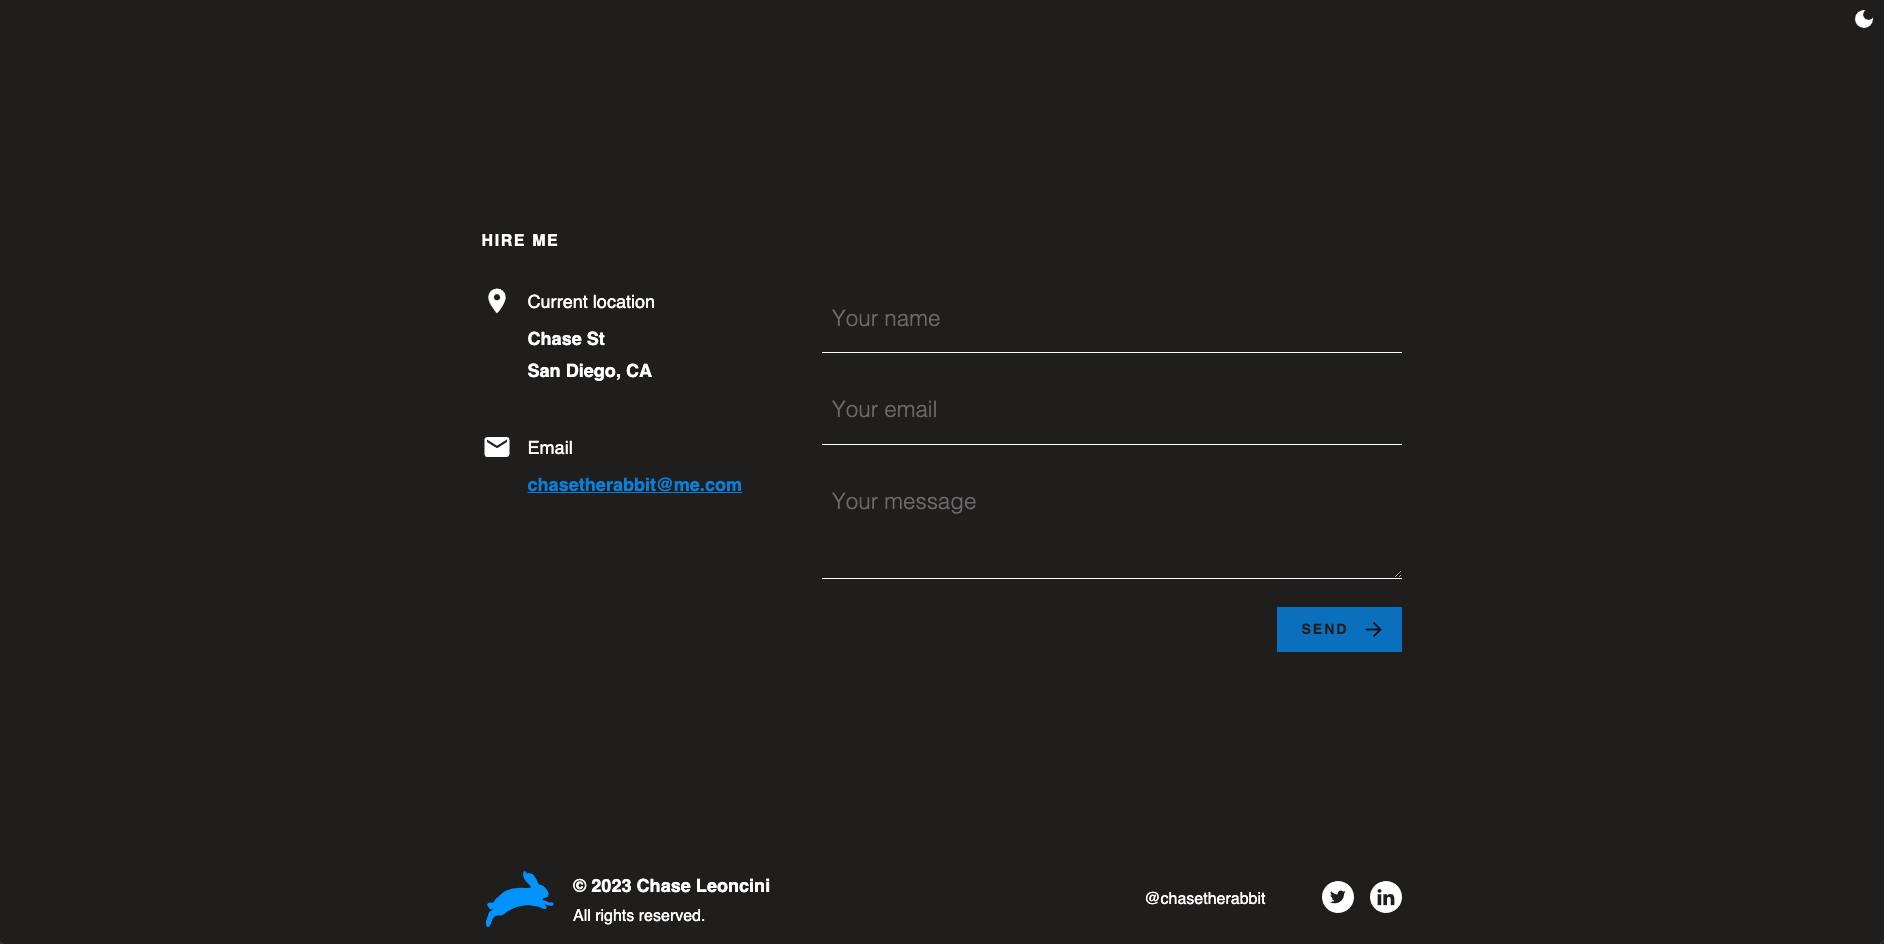 HIRE ME
Current location
Chase St
San Diego, CA
Email
chasetherabbit@me.com
Your name
Your email
Your message
SEND
© 2023 Chase Leoncini
All rights reserved.
@chasetherabbit
in